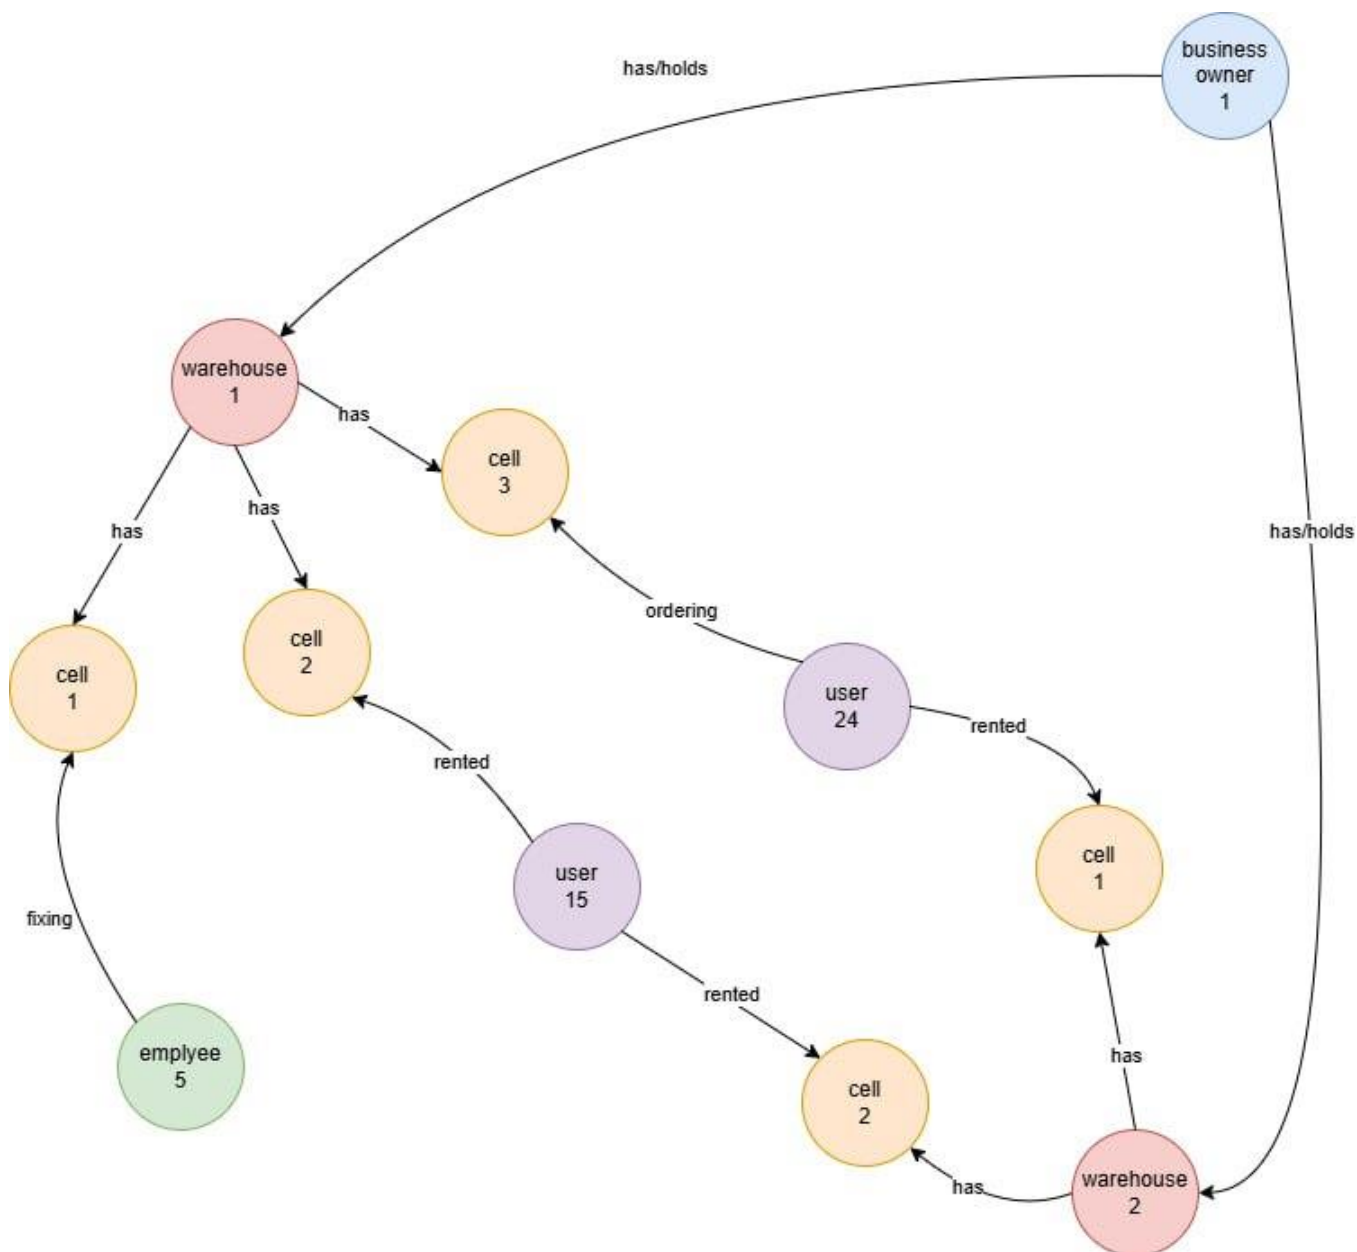 business
owner
1
has/holds
warehouse
1
has
cell
3
has
has
has/holds
cell
2
ordering
cell
1
user
24
rented
rented
cell
1
user
15
fixing
rented
emplyee
5
has
cell
2
has
warehouse
2